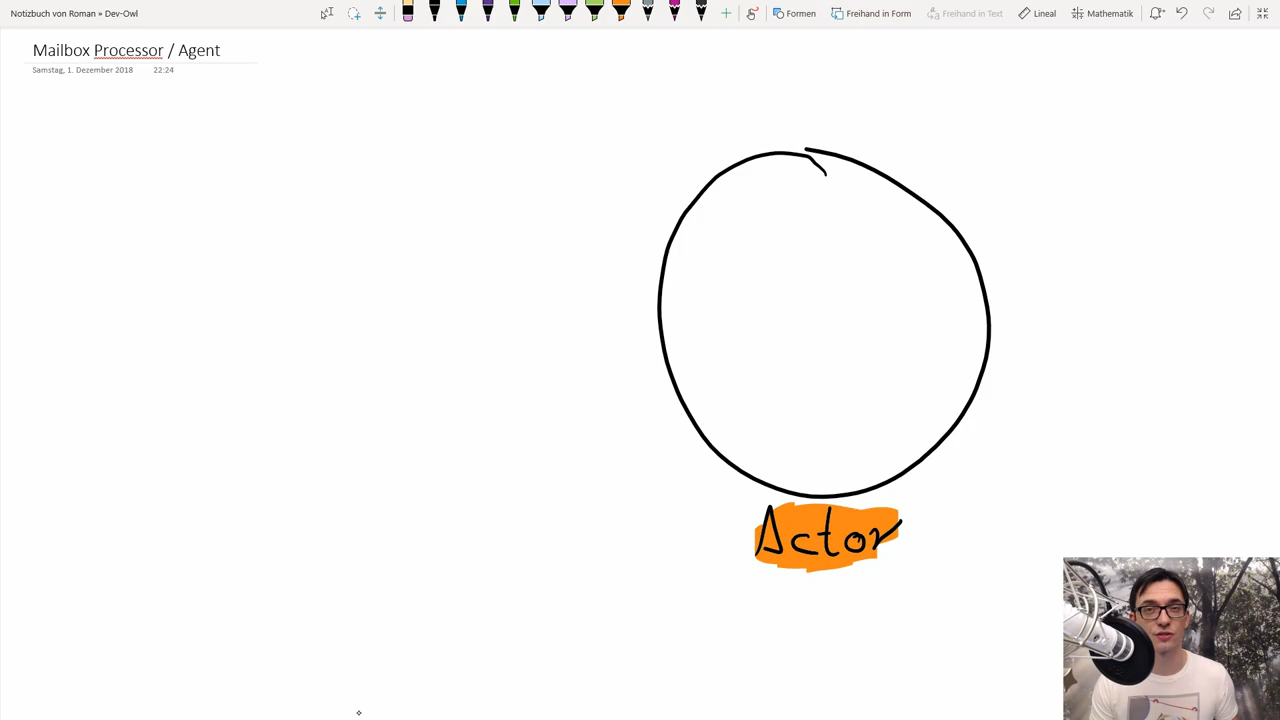 Notizbuch von Roman » Dev-Owl
Formen
Freihand in Form
Freihand in Text
Lineal
Mathematik
Mailbox Processor / Agent
Samstag, 1. Dezember 2018 22:24
Actor